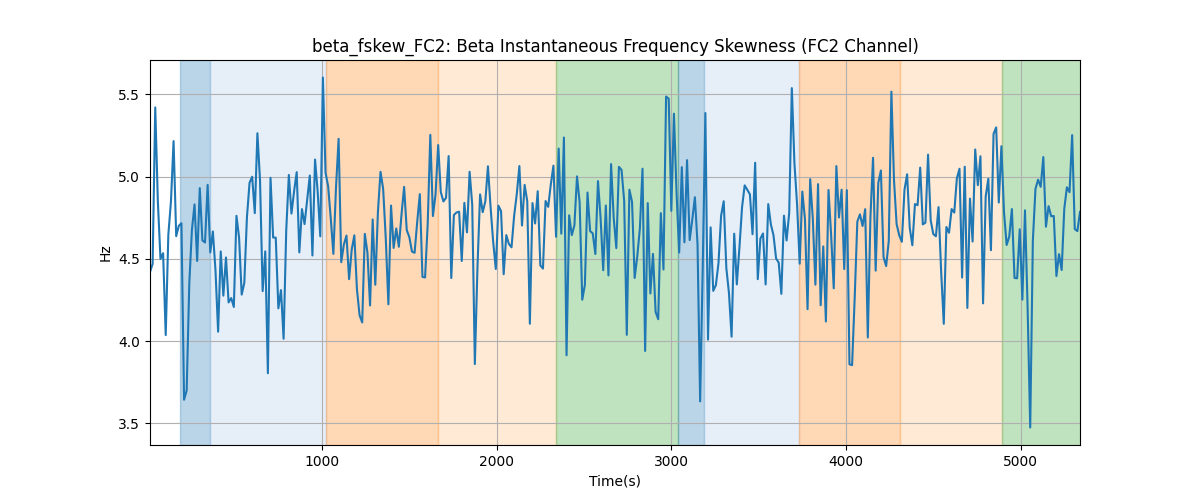 beta_fskew_FC2: Beta Instantaneous Frequency Skewness (FC2 Channel)
Hz
5.5
5.0
4.5
4.0
3.5
1000 2000 3000 4000 5000
Time(s)